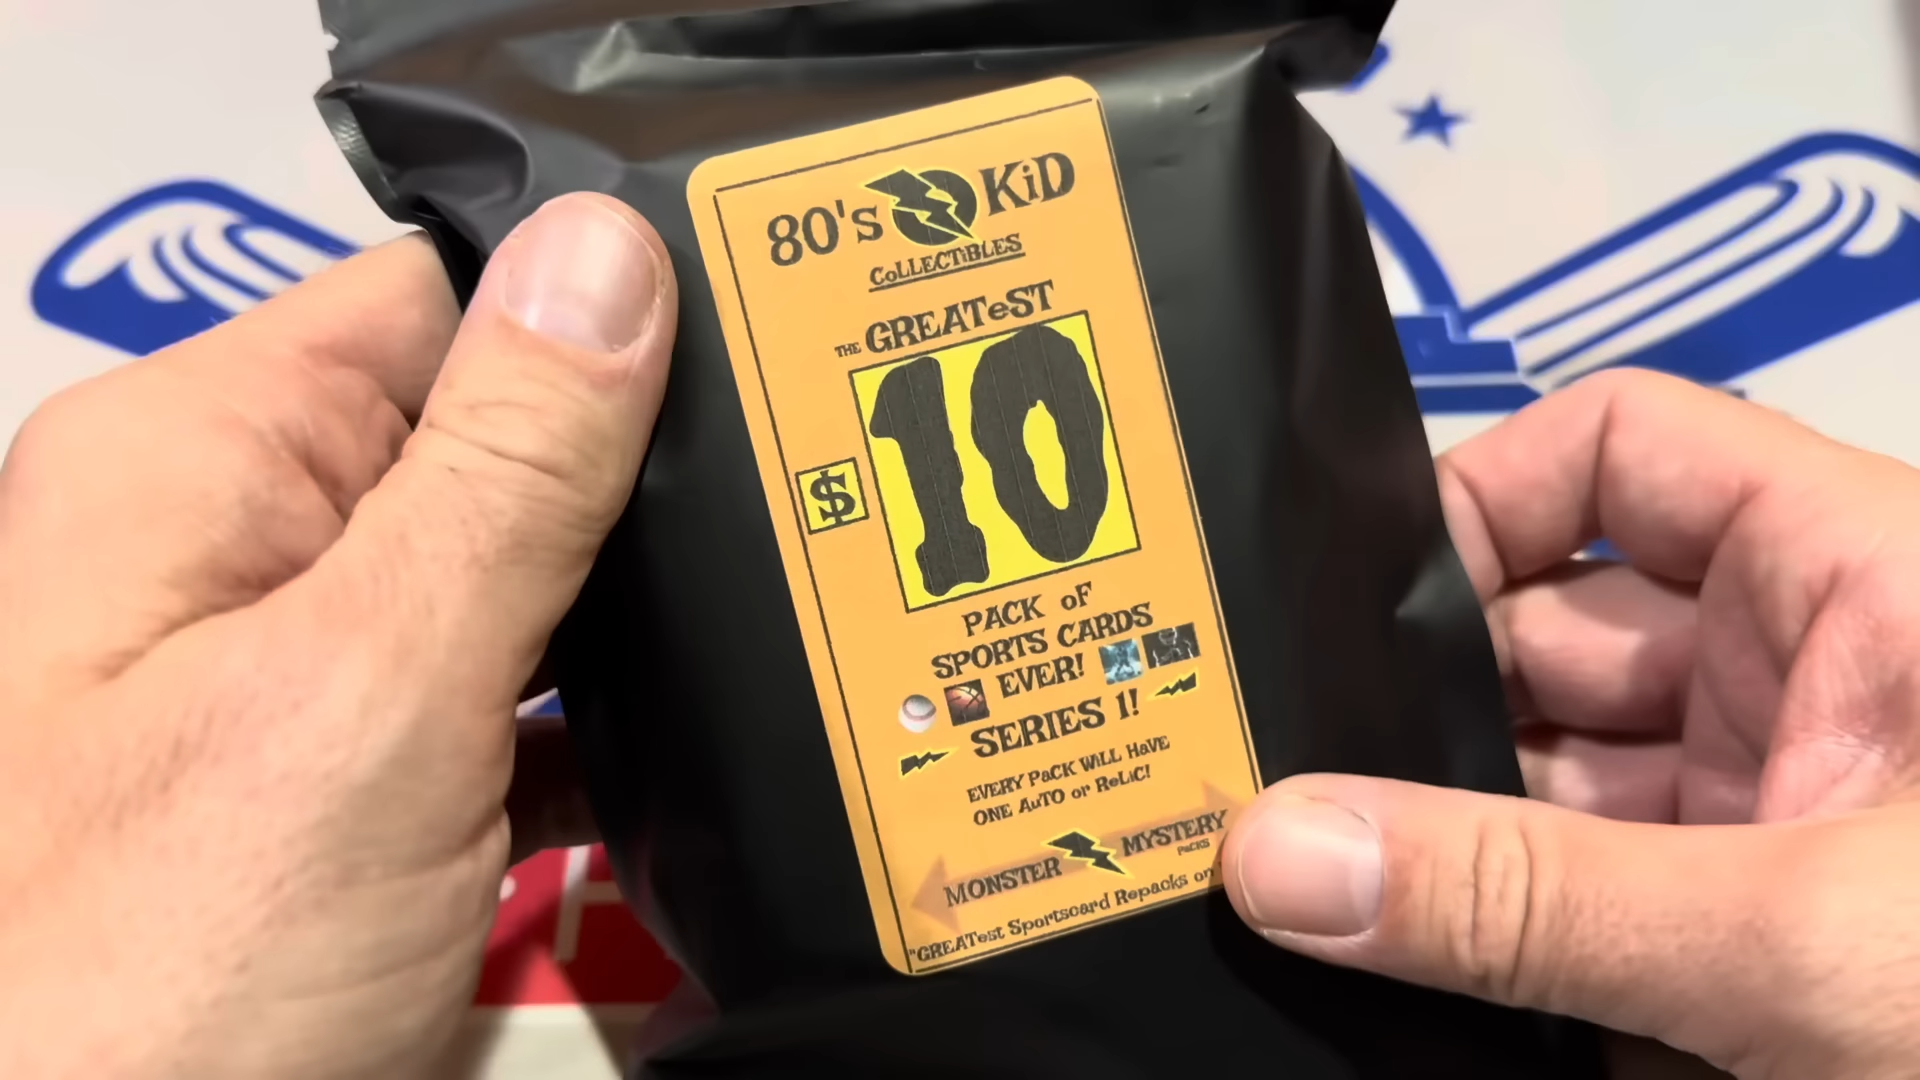 80's KiD
CoLLECTiBLES
THE GREATeST
$ 10
PACK oF
SPORTS CARDS
EVER!
SERIES 1!
EVERY PaCK WiLL HaVE
ONE AuTO or ReLiC!
MONSTER MYSTERY
PaCKS
"GREATest Sportscard Repacks on